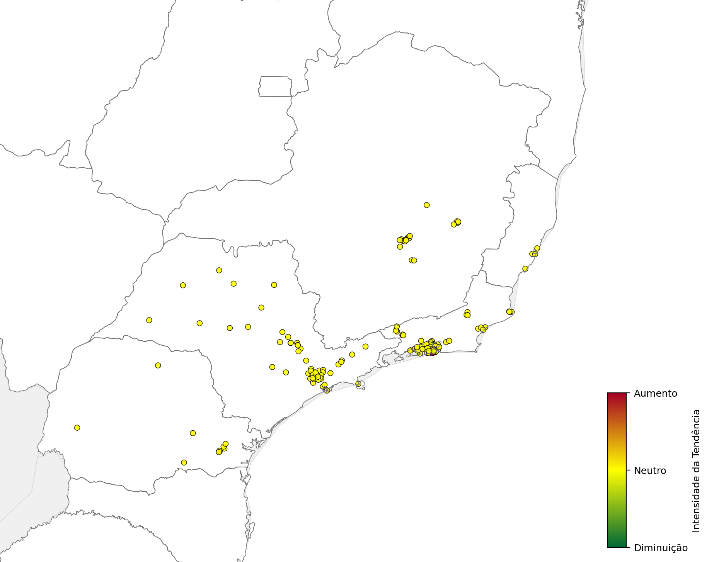 Aumento
Neutro
Diminuição
Intensidade da Tendência